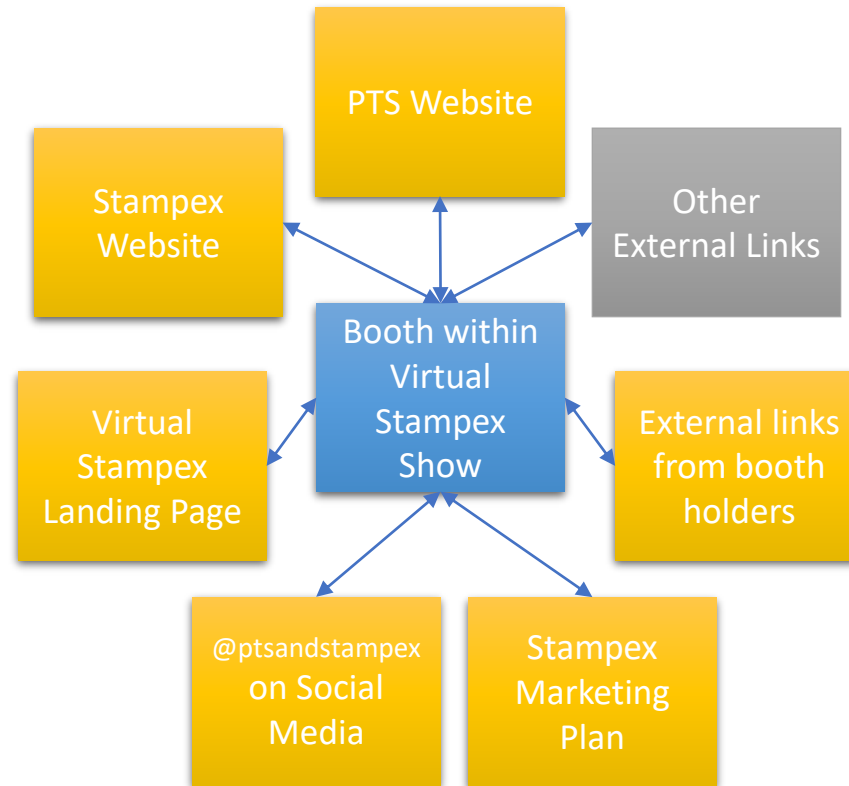 PTS Website
Stampex
Website
Other
External Links
Booth within
Virtual
Stampex
Show
Virtual
Stampex
Landing Page
External links
from booth
holders
@ptsandstampex
on Social
Media
Stampex
Marketing
Plan